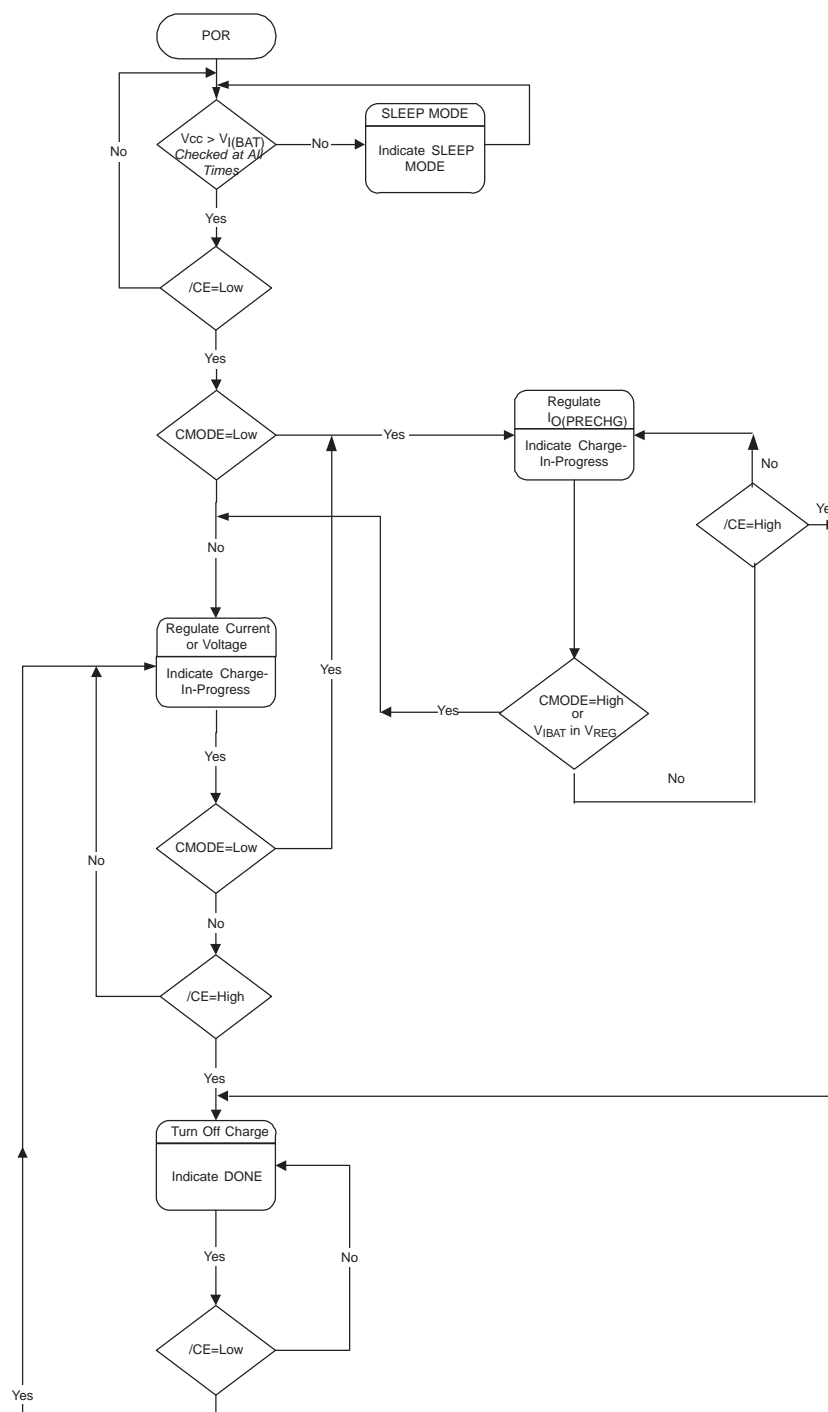 POR
Vcc > VI(BAT)
Checked at All
Times
No
No
SLEEP MODE
Indicate SLEEP
MODE
Yes
/CE=Low
Yes
CMODE=Low
Yes
Regulate
IO(PRECHG)
Indicate Charge-
In-Progress
No
/CE=High
Ye
No
Regulate Current
or Voltage
Indicate Charge-
In-Progress
Yes
CMODE=High
or
VIBAT in VREG
Yes
No
Yes
CMODE=Low
No
No
/CE=High
Yes
Turn Off Charge
Indicate DONE
Yes
No
/CE=Low
Yes